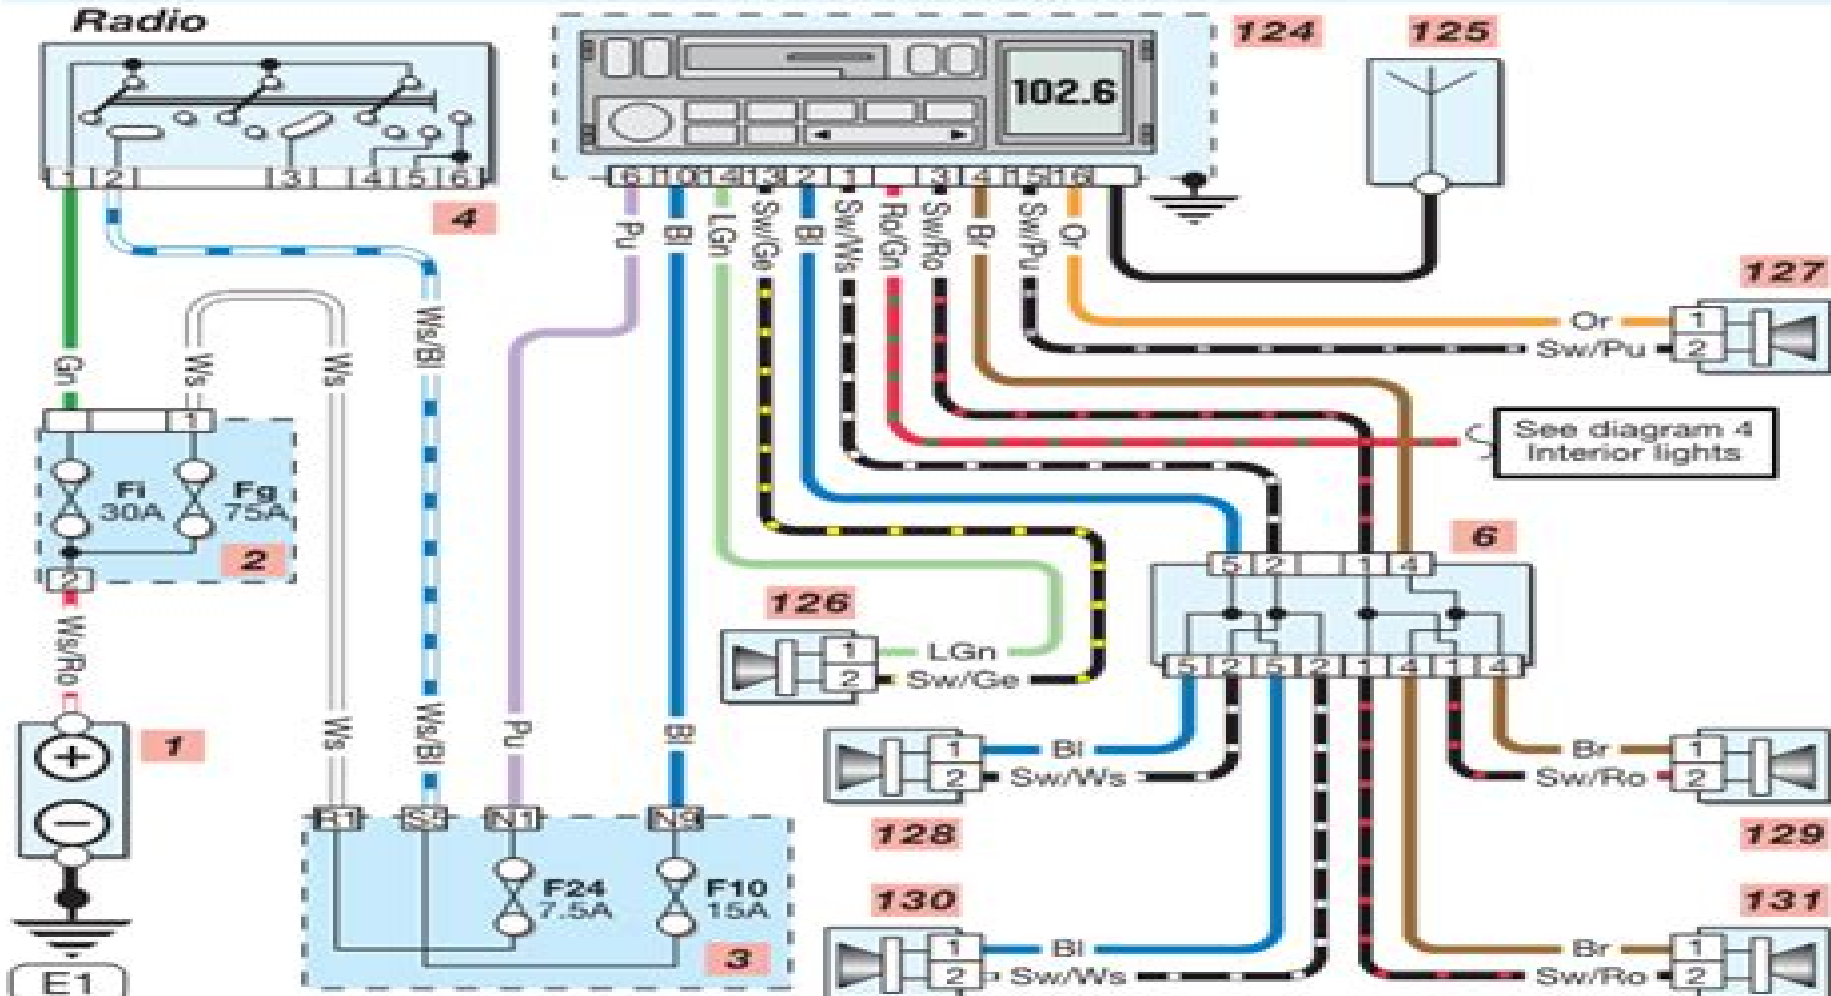 Radio
124
125
102.6
1 2 3 4 5 6
6 10 14 13 2 1 3 4 15 16
4
Pu
Bl
LGn
Sw/Ge
Bl
Sw/Ws
Ro/Gn
Sw/Ro
Br
Sw/Pu
Or
127
Or 1
Sw/Pu 2
Gn
Ws
Ws
Ws/Bl
1
See diagram 4
Interior lights
Fi
30A
Fg
75A
2
2
6
5 2 1 4
126
1 LGn
2 Sw/Ge
5 2 5 2 1 4 1 4
Ws/Ro
1
+
−
Ws
Ws/Bl
Pu
Bl
1 Bl
2 Sw/Ws
128
Br 1
Sw/Ro 2
129
R1 S5 N1 N9
F24
7.5A
F10
15A
3
130
1 Bl
2 Sw/Ws
131
Br 1
Sw/Ro 2
E1